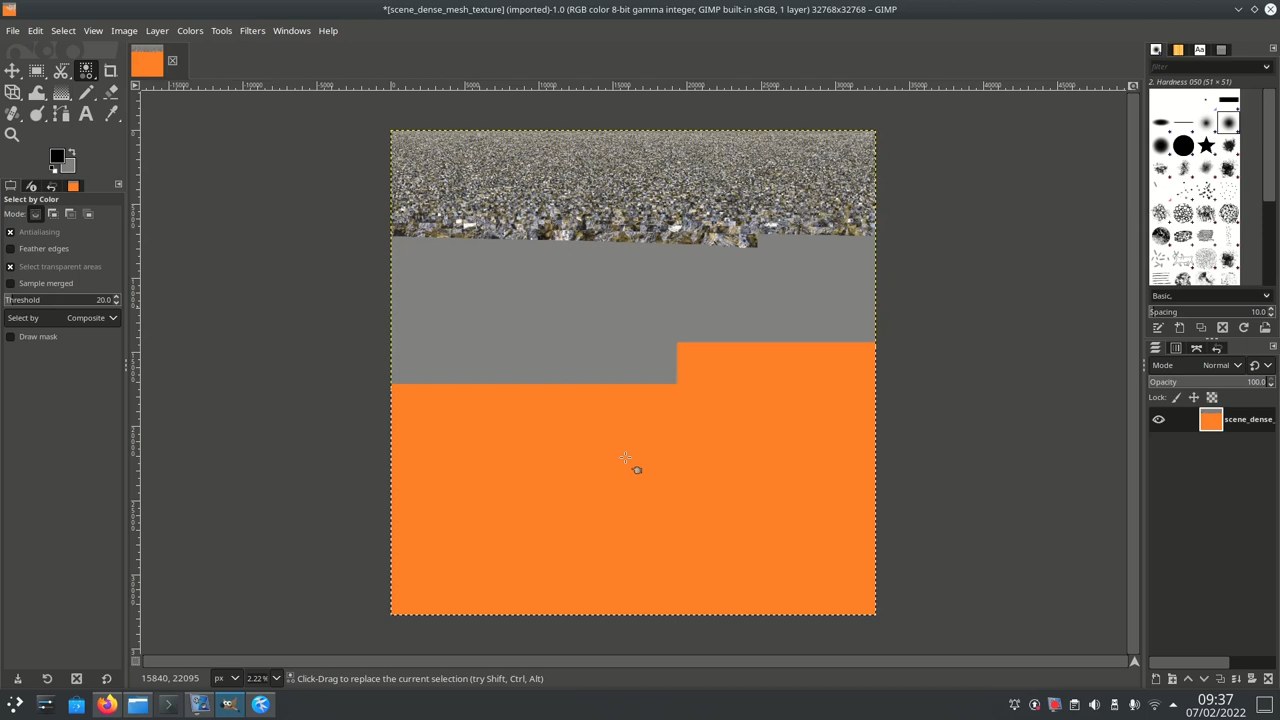 *[scene_dense_mesh_texture] (imported)-1.0 (RGB color 8-bit gamma integer, GIMP built-in sRGB, 1 layer) 32768x32768 – GIMP
File Edit Select View Image Layer Colors Tools Filters Windows Help
filter
2. Hardness 050 (51 × 51)
Select by Color
Mode:
Antialiasing
Feather edges
Select transparent areas
Sample merged
Threshold 20.0
Select by Composite
Draw mask
Basic,
Spacing 10.0
Mode Normal
Opacity 100.0
Lock:
scene_dense_
15840, 22095 px 2.22% Click-Drag to replace the current selection (try Shift, Ctrl, Alt)
09:37
07/02/2022